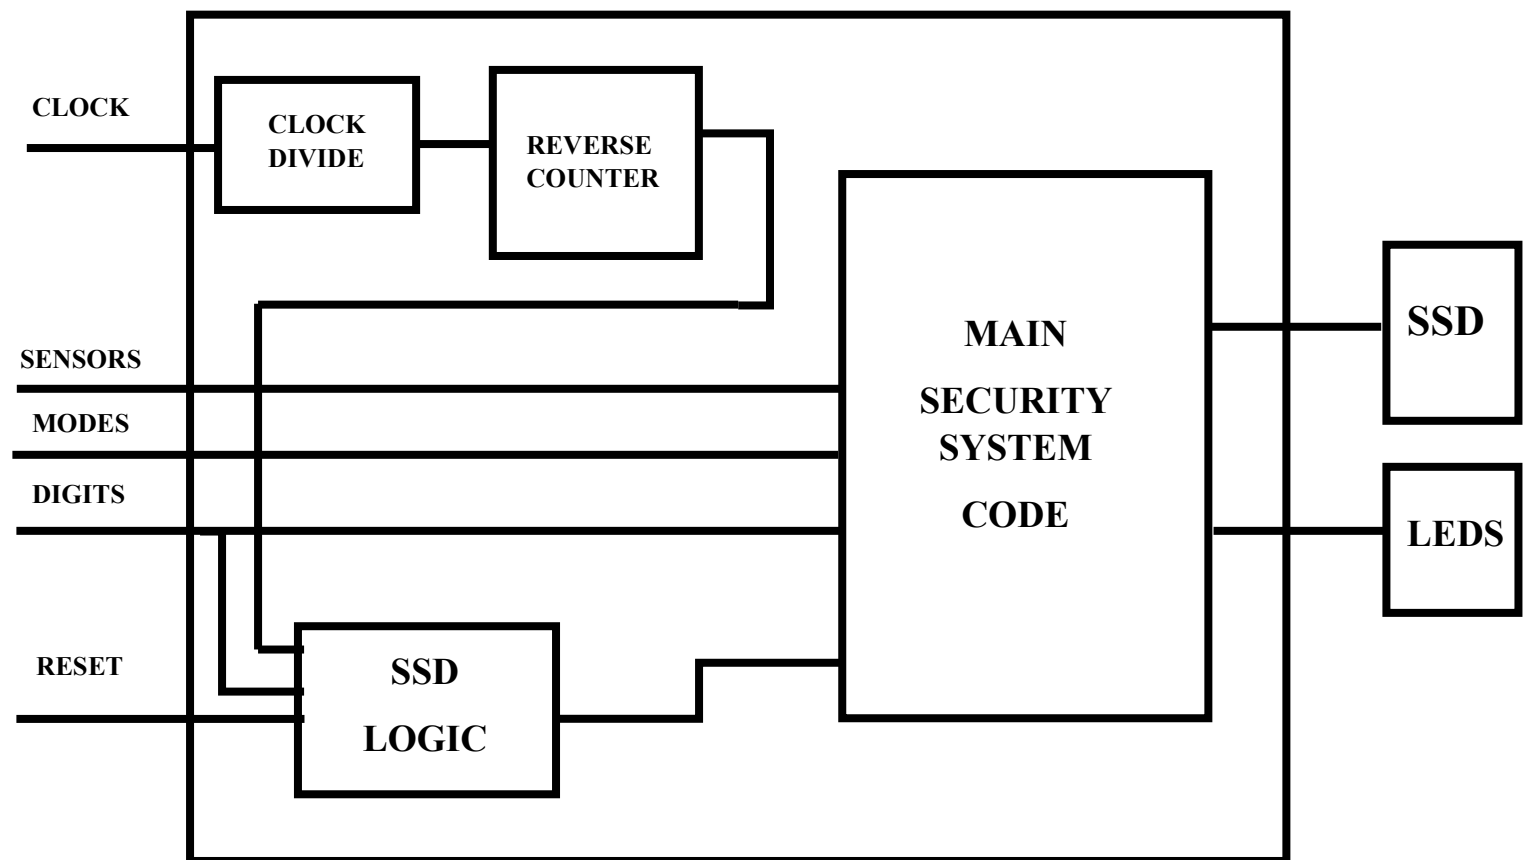 CLOCK
CLOCK
DIVIDE
REVERSE
COUNTER
SENSORS
MODES
DIGITS
RESET
SSD
LOGIC
MAIN
SECURITY
SYSTEM
CODE
SSD
LEDS